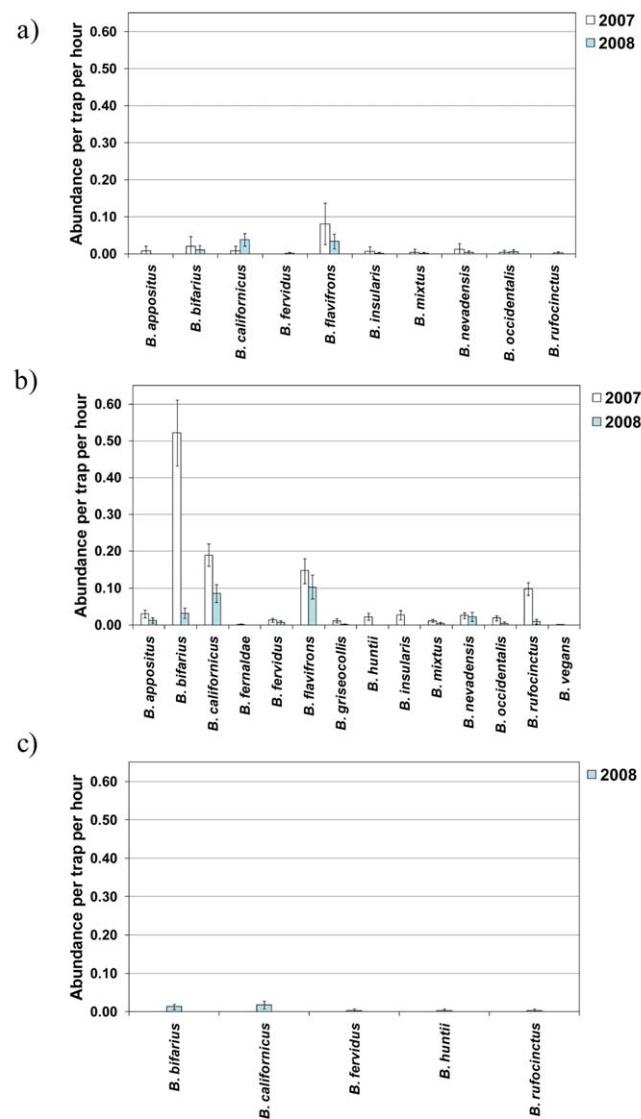 a)
Abundance per trap per hour
0.60
0.50
0.40
0.30
0.20
0.10
0.00
2007
2008
B. appositus
B. bifarius
B. californicus
B. fervidus
B. flavifrons
B. insularis
B. mixtus
B. nevadensis
B. occidentalis
B. rufocinctus
b)
Abundance per trap per hour
0.60
0.50
0.40
0.30
0.20
0.10
0.00
2007
2008
B. appositus
B. bifarius
B. californicus
B. fernaldae
B. fervidus
B. flavifrons
B. griseocollis
B. huntii
B. insularis
B. mixtus
B. nevadensis
B. occidentalis
B. rufocinctus
B. vegans
c)
Abundance per trap per hour
0.60
0.50
0.40
0.30
0.20
0.10
0.00
2008
B. bifarius
B. californicus
B. fervidus
B. huntii
B. rufocinctus